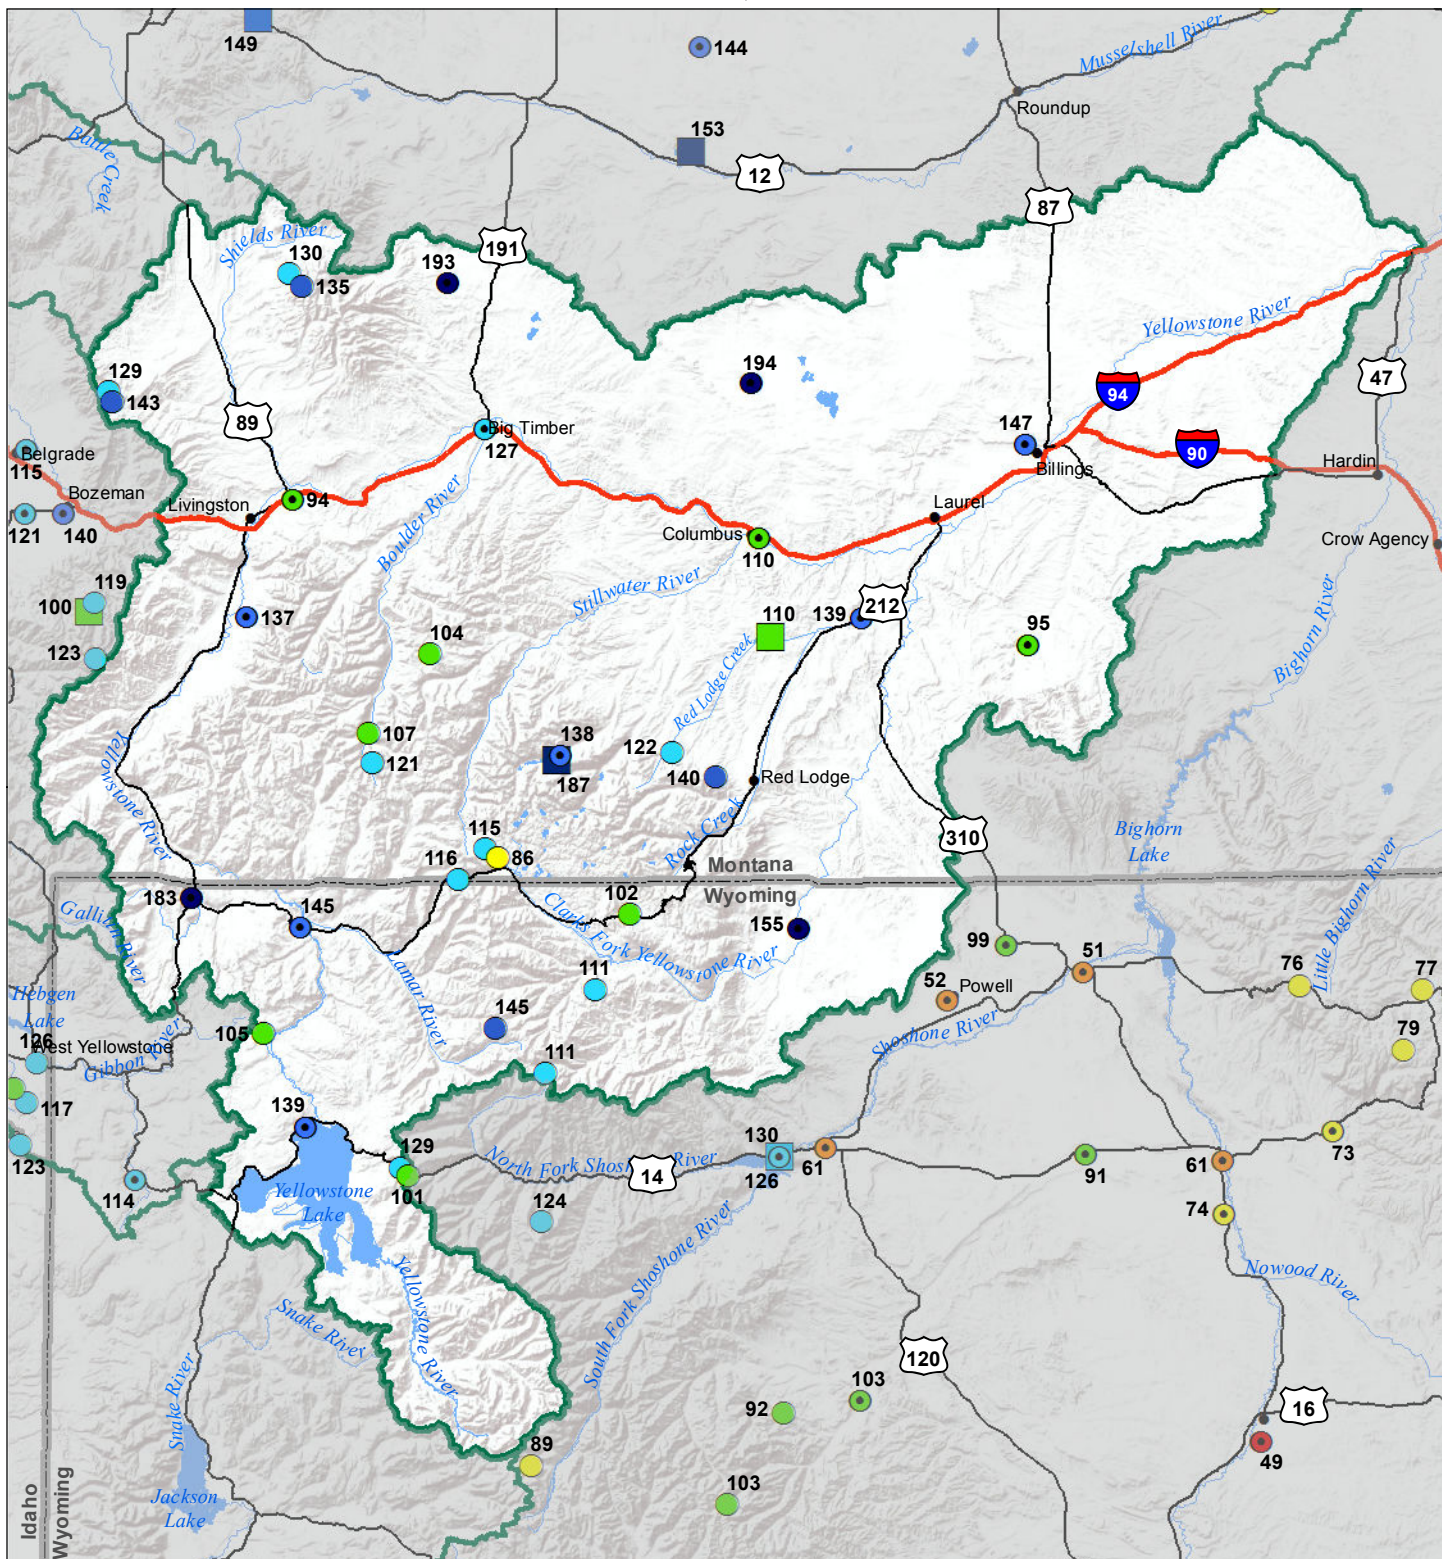 149
144
Musselshell River
Roundup
153
12
Battle Creek
87
Shields River
130
135
193
191
Yellowstone River
129
143
194
94
47
89
Big Timber
127
147
Billings
90
Hardin
Belgrade
115
Bozeman
Livingston
94
Boulder River
Laurel
121
140
Columbus
110
Crow Agency
119
100
Stillwater River
137
104
110
139
212
95
Bighorn River
123
Red Lodge Creek
107
121
138
187
122
140
Red Lodge
Yellowstone River
115
86
116
Rock Creek
310
Bighorn
Lake
Montana
Wyoming
183
145
102
Clarks Fork Yellowstone River
155
Gallitin River
Little Bighorn River
99
51
76
77
Lamar River
111
52
Powell
Hebgen
Lake
145
Shoshone River
79
126
West Yellowstone
Gibbon River
105
111
117
139
123
129
101
North Fork Shoshone River
14
130
126
61
91
61
73
114
Yellowstone
Lake
124
74
South Fork Shoshone River
Nowood River
Yellowstone River
Snake River
Snake River
120
103
92
16
89
49
103
Jackson
Lake
Idaho
Wyoming